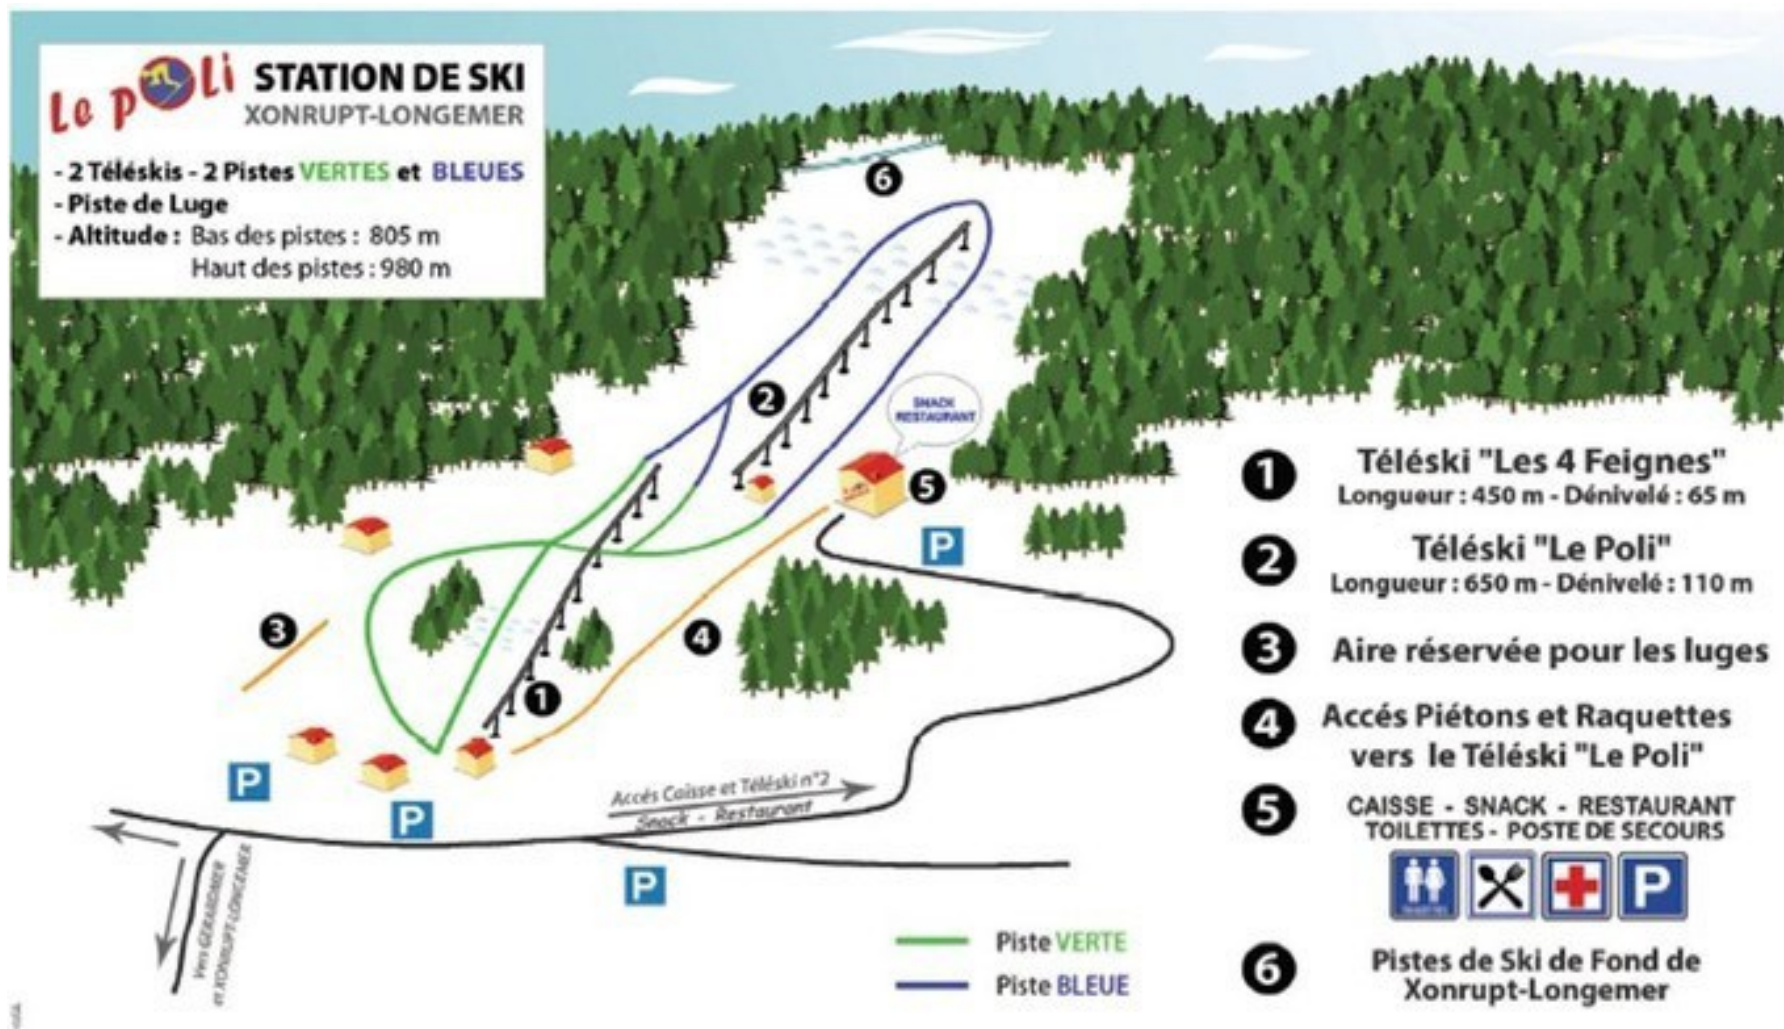 Le Poli STATION DE SKI
XONRUPT-LONGEMER
- 2 Téléskis - 2 Pistes VERTES et BLEUES
- Piste de Luge
- Altitude : Bas des pistes : 805 m
Haut des pistes : 980 m
6
2
SNACK
RESTAURANT
5
P
3
4
1
P
P
P
Accés Caisse et Téléski n°2
Snack - Restaurant
Vers GERARDMER
et XONRUPT-LONGEMER
1 Téléski "Les 4 Feignes"
Longueur : 450 m - Dénivelé : 65 m
2 Téléski "Le Poli"
Longueur : 650 m - Dénivelé : 110 m
3 Aire réservée pour les luges
4 Accés Piétons et Raquettes
vers le Téléski "Le Poli"
5 CAISSE - SNACK - RESTAURANT
TOILETTES - POSTE DE SECOURS
P
6 Pistes de Ski de Fond de
Xonrupt-Longemer
Piste VERTE
Piste BLEUE